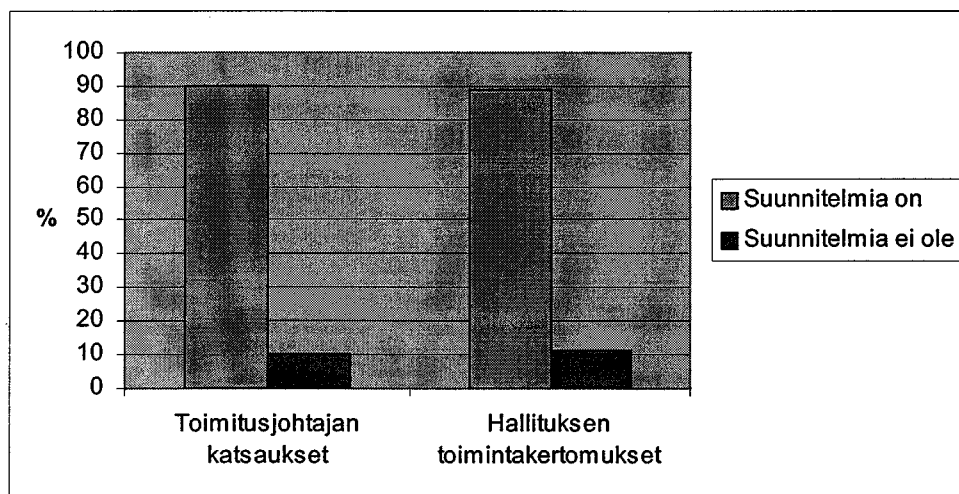 100
90
80
70
60
50
40
30
20
10
0
%
Toimitusjohtajan
katsaukset
Hallituksen
toimintakertomukset
Suunnitelmia on
Suunnitelmia ei ole